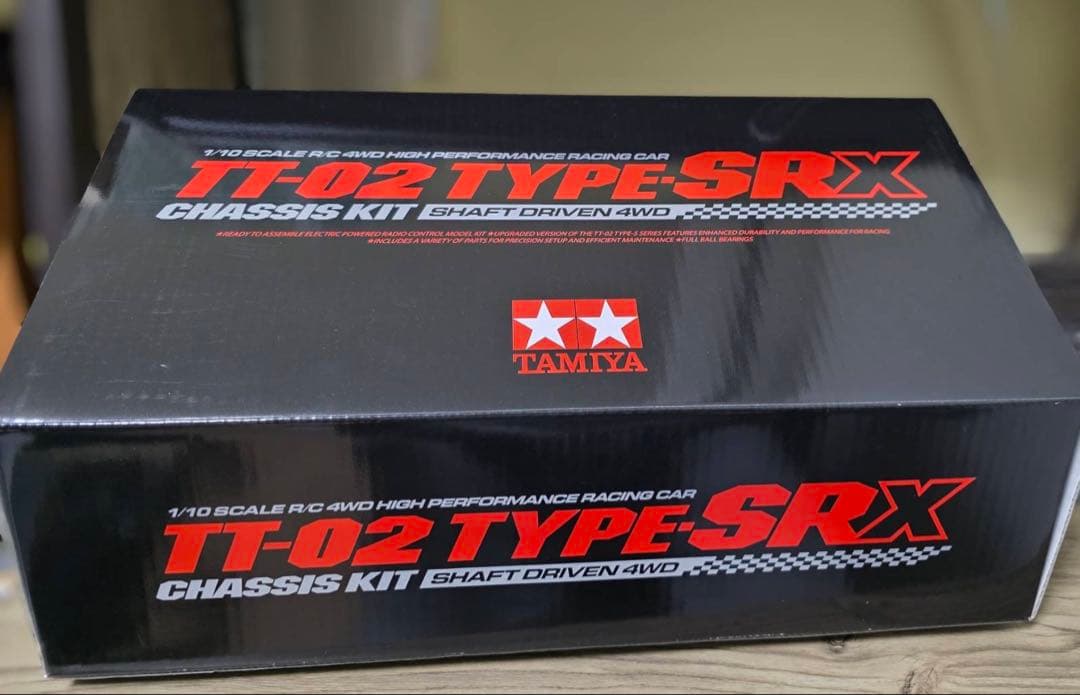 1/10 SCALE R/C 4WD HIGH PERFORMANCE RACING CAR
TT-02 TYPE-SRX
CHASSIS KIT SHAFT DRIVEN 4WD
★READY TO ASSEMBLE ELECTRIC POWERED RADIO CONTROL MODEL KIT ★UPGRADED VERSION OF THE TT-02 TYPE-S SERIES FEATURES ENHANCED DURABILITY AND PERFORMANCE FOR RACING
★INCLUDES A VARIETY OF PARTS FOR PRECISION SETUP AND EFFICIENT MAINTENANCE ★FULL BALL BEARINGS
TAMIYA
1/10 SCALE R/C 4WD HIGH PERFORMANCE RACING CAR
TT-02 TYPE-SRX
CHASSIS KIT SHAFT DRIVEN 4WD